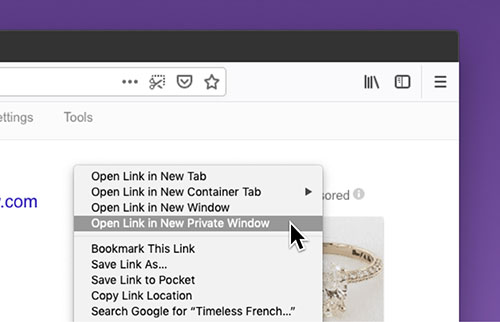 ettings Tools
Open Link in New Tab
Open Link in New Container Tab
sored
.com
Open Link in New Window
Open Link in New Private Window
Bookmark This Link
Save Link As...
Save Link to Pocket
Copy Link Location
Search Google for “Timeless French...”